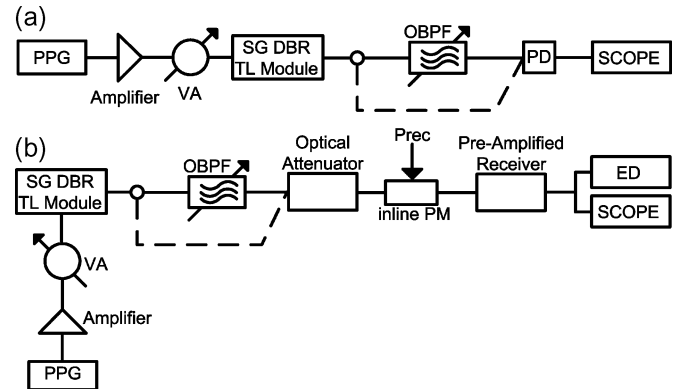 (a)
PPG
Amplifier
VA
SG DBR
TL Module
OBPF
PD
SCOPE
(b)
SG DBR
TL Module
OBPF
Optical
Attenuator
Prec
inline PM
Pre-Amplified
Receiver
ED
SCOPE
VA
Amplifier
PPG